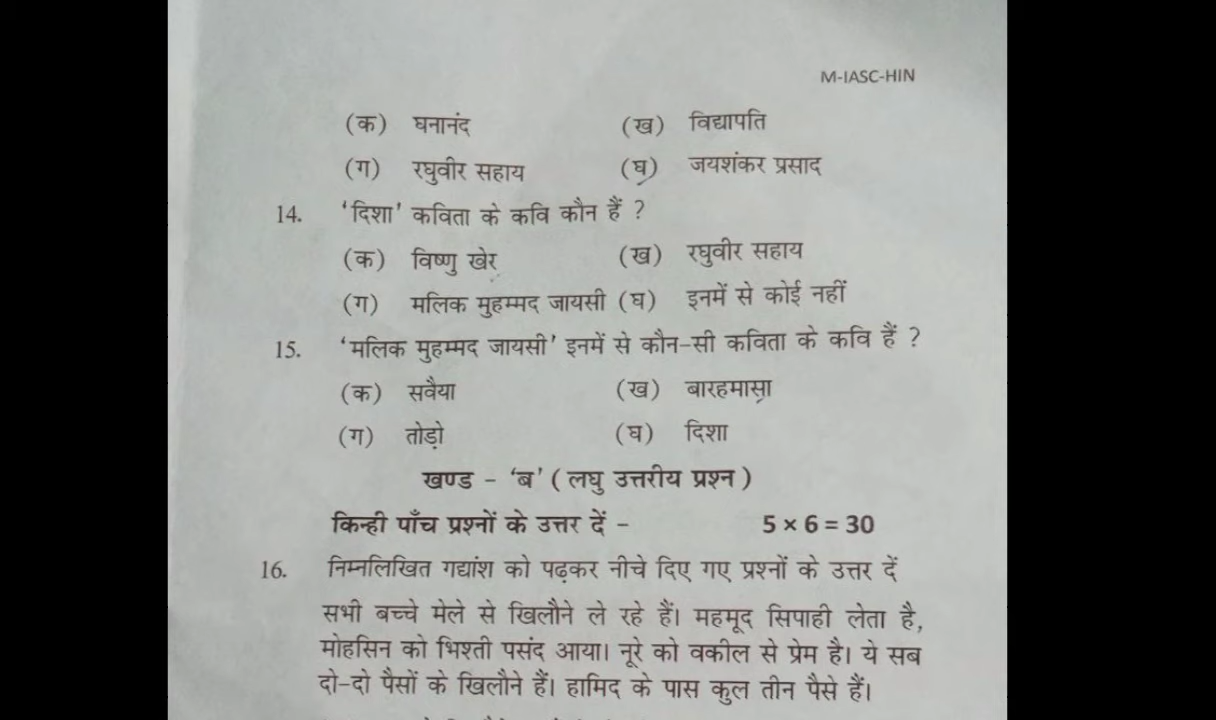 M-IASC-HIN
(क) घनानंद (ख) विद्यापति
(ग) रघुवीर सहाय (घ) जयशंकर प्रसाद
14. 'दिशा' कविता के कवि कौन हैं ?
(क) विष्णु खेर (ख) रघुवीर सहाय
(ग) मलिक मुहम्मद जायसी (घ) इनमें से कोई नहीं
15. 'मलिक मुहम्मद जायसी' इनमें से कौन-सी कविता के कवि हैं ?
(क) सवैया (ख) बारहमासा
(ग) तोड़ो (घ) दिशा
खण्ड - 'ब' ( लघु उत्तरीय प्रश्न )
किन्ही पाँच प्रश्नों के उत्तर दें - 5 × 6 = 30
16. निम्नलिखित गद्यांश को पढ़कर नीचे दिए गए प्रश्नों के उत्तर दें
सभी बच्चे मेले से खिलौने ले रहे हैं। महमूद सिपाही लेता है,
मोहसिन को भिश्ती पसंद आया। नूरे को वकील से प्रेम है। ये सब
दो-दो पैसों के खिलौने हैं। हामिद के पास कुल तीन पैसे हैं।